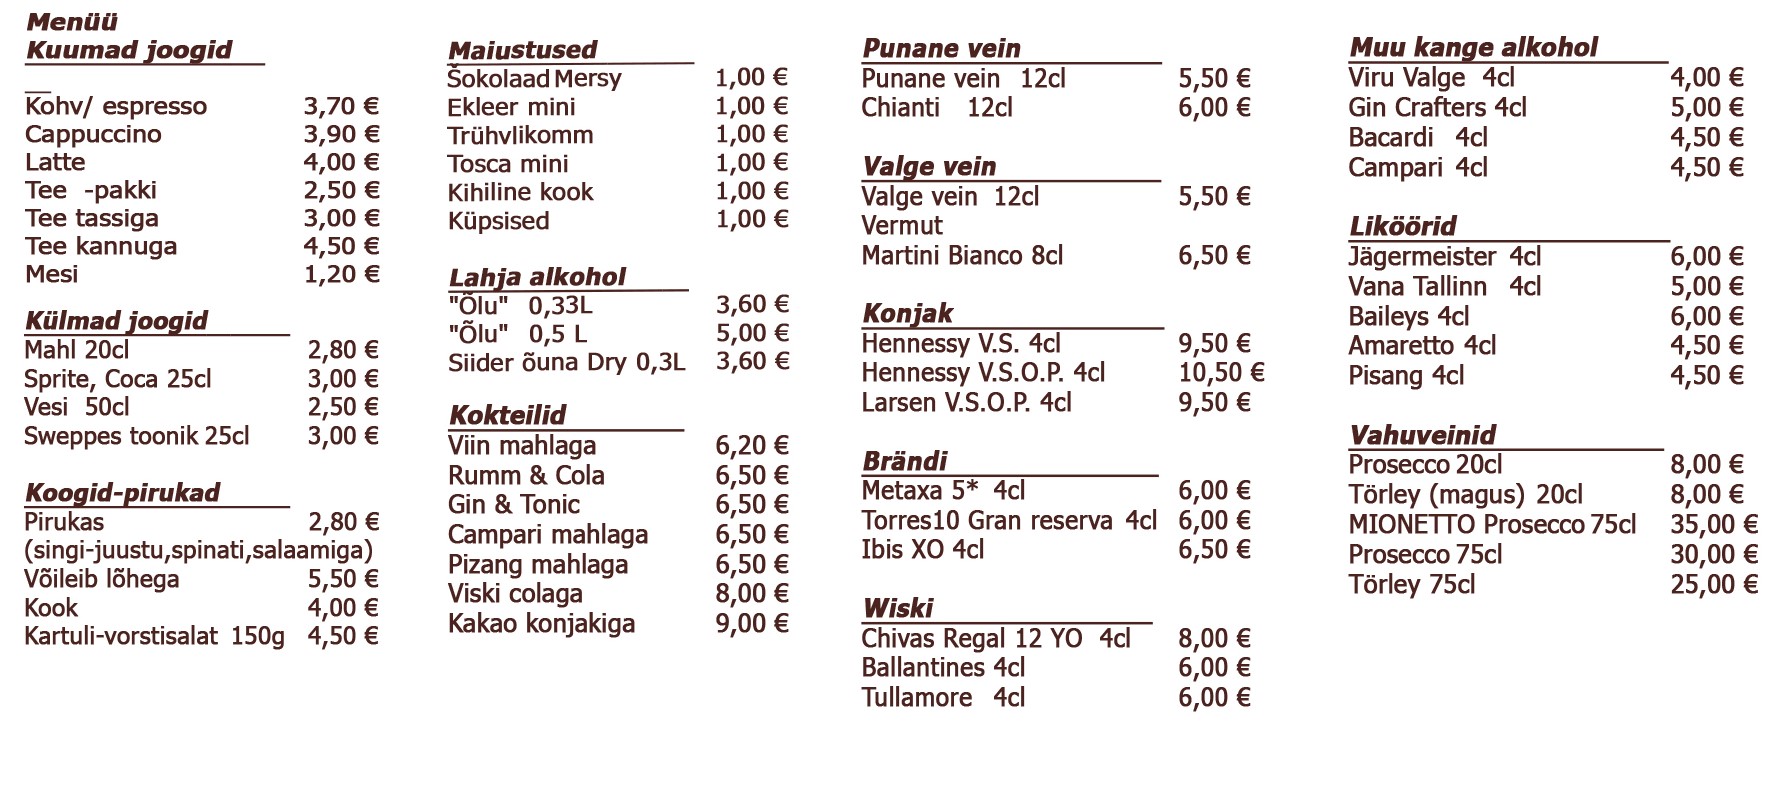 Menüü
Kuumad joogid
Kohv/ espresso 3,70 €
Cappuccino 3,90 €
Latte 4,00 €
Tee -pakki 2,50 €
Tee tassiga 3,00 €
Tee kannuga 4,50 €
Mesi 1,20 €
Külmad joogid
Mahl 20cl 2,80 €
Sprite, Coca 25cl 3,00 €
Vesi 50cl 2,50 €
Sweppes toonik 25cl 3,00 €
Koogid-pirukad
Pirukas 2,80 €
(singi-juustu,spinati,salaamiga)
Võileib lõhega 5,50 €
Kook 4,00 €
Kartuli-vorstisalat 150g 4,50 €
Maiustused
Šokolaad Mersy 1,00 €
Ekleer mini 1,00 €
Trühvlikomm 1,00 €
Tosca mini 1,00 €
Kihiline kook 1,00 €
Küpsised 1,00 €
Lahja alkohol
"Õlu" 0,33L 3,60 €
"Õlu" 0,5 L 5,00 €
Siider õuna Dry 0,3L 3,60 €
Kokteilid
Viin mahlaga 6,20 €
Rumm & Cola 6,50 €
Gin & Tonic 6,50 €
Campari mahlaga 6,50 €
Pizang mahlaga 6,50 €
Viski colaga 8,00 €
Kakao konjakiga 9,00 €
Punane vein
Punane vein 12cl 5,50 €
Chianti 12cl 6,00 €
Valge vein
Valge vein 12cl 5,50 €
Vermut
Martini Bianco 8cl 6,50 €
Konjak
Hennessy V.S. 4cl 9,50 €
Hennessy V.S.O.P. 4cl 10,50 €
Larsen V.S.O.P. 4cl 9,50 €
Brändi
Metaxa 5* 4cl 6,00 €
Torres10 Gran reserva 4cl 6,00 €
Ibis XO 4cl 6,50 €
Wiski
Chivas Regal 12 YO 4cl 8,00 €
Ballantines 4cl 6,00 €
Tullamore 4cl 6,00 €
Muu kange alkohol
Viru Valge 4cl 4,00 €
Gin Crafters 4cl 5,00 €
Bacardi 4cl 4,50 €
Campari 4cl 4,50 €
Liköörid
Jägermeister 4cl 6,00 €
Vana Tallinn 4cl 5,00 €
Baileys 4cl 6,00 €
Amaretto 4cl 4,50 €
Pisang 4cl 4,50 €
Vahuveinid
Prosecco 20cl 8,00 €
Törley (magus) 20cl 8,00 €
MIONETTO Prosecco 75cl 35,00 €
Prosecco 75cl 30,00 €
Törley 75cl 25,00 €